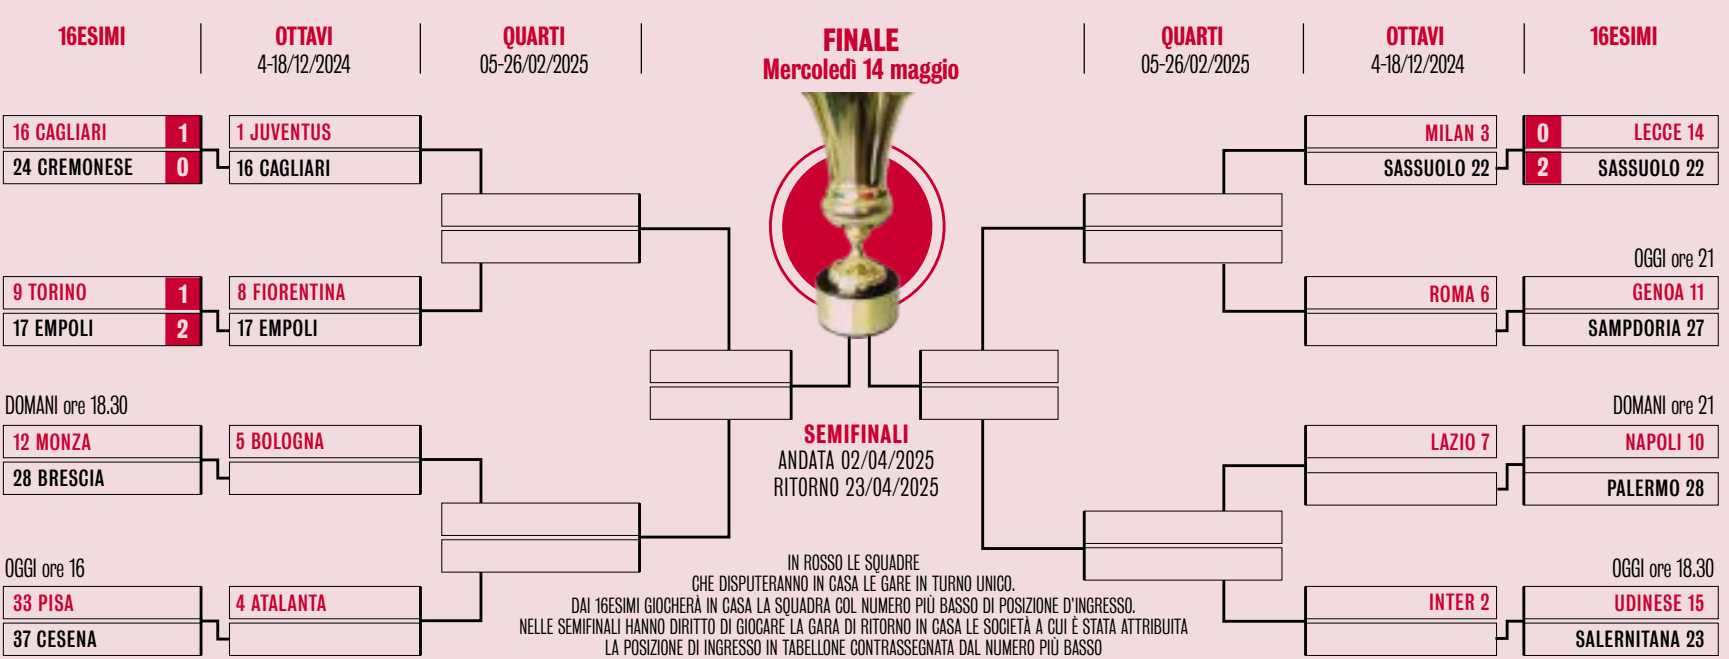 16ESIMI
OTTAVI
4-18/12/2024
QUARTI
05-26/02/2025
FINALE
Mercoledì 14 maggio
QUARTI
05-26/02/2025
OTTAVI
4-18/12/2024
16ESIMI
16 CAGLIARI 1
24 CREMONESE 0
1 JUVENTUS
16 CAGLIARI
MILAN 3
SASSUOLO 22
0 LECCE 14
2 SASSUOLO 22
9 TORINO 1
17 EMPOLI 2
8 FIORENTINA
17 EMPOLI
ROMA 6
OGGI ore 21
GENOA 11
SAMPDORIA 27
DOMANI ore 18.30
12 MONZA
28 BRESCIA
5 BOLOGNA
SEMIFINALI
ANDATA 02/04/2025
RITORNO 23/04/2025
LAZIO 7
DOMANI ore 21
NAPOLI 10
PALERMO 28
OGGI ore 16
33 PISA
37 CESENA
4 ATALANTA
IN ROSSO LE SQUADRE
CHE DISPUTERANNO IN CASA LE GARE IN TURNO UNICO.
DAI 16ESIMI GIOCHERÀ IN CASA LA SQUADRA COL NUMERO PIÙ BASSO DI POSIZIONE D'INGRESSO.
NELLE SEMIFINALI HANNO DIRITTO DI GIOCARE LA GARA DI RITORNO IN CASA LE SOCIETÀ A CUI È STATA ATTRIBUITA
LA POSIZIONE DI INGRESSO IN TABELLONE CONTRASSEGNATA DAL NUMERO PIÙ BASSO
INTER 2
OGGI ore 18.30
UDINESE 15
SALERNITANA 23